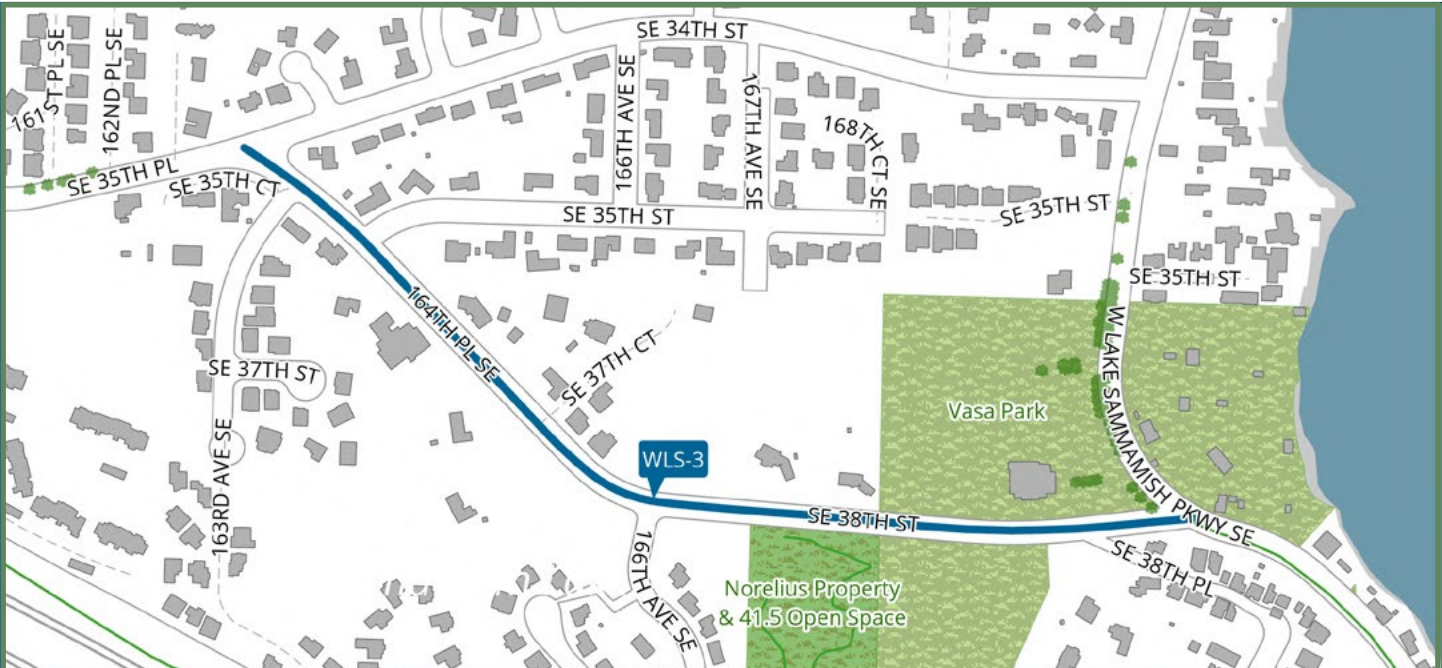 SE 34TH ST
161ST PL SE
162ND PL SE
166TH AVE SE
167TH AVE SE
168TH CT SE
SE 35TH PL
SE 35TH CT
SE 35TH ST
SE 35TH ST
SE 35TH ST
164TH PL SE
W LAKE SAMMAMISH PKWY SE
SE 37TH ST
SE 37TH CT
Vasa Park
163RD AVE SE
WLS-3
SE 38TH ST
166TH AVE SE
SE 38TH PL
Norelius Property
& 41.5 Open Space